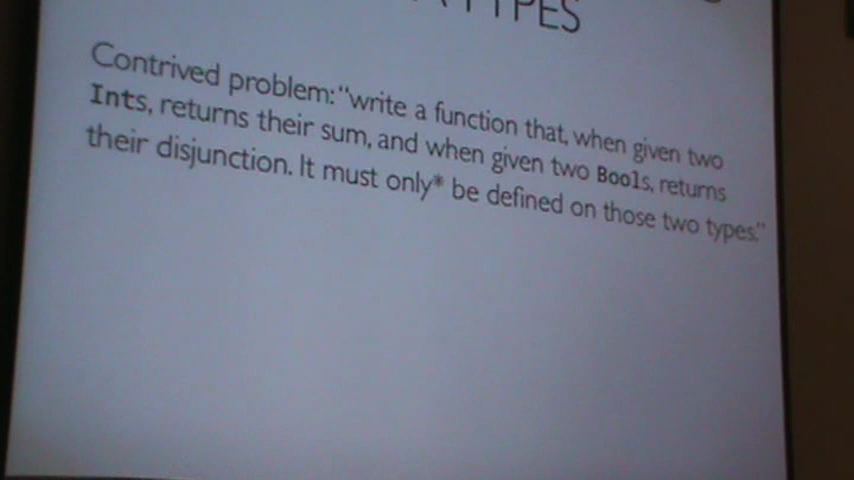 TYPES
Contrived problem: “write a function that, when given two
Ints, returns their sum, and when given two Bools, returns
their disjunction. It must only* be defined on those two types.”